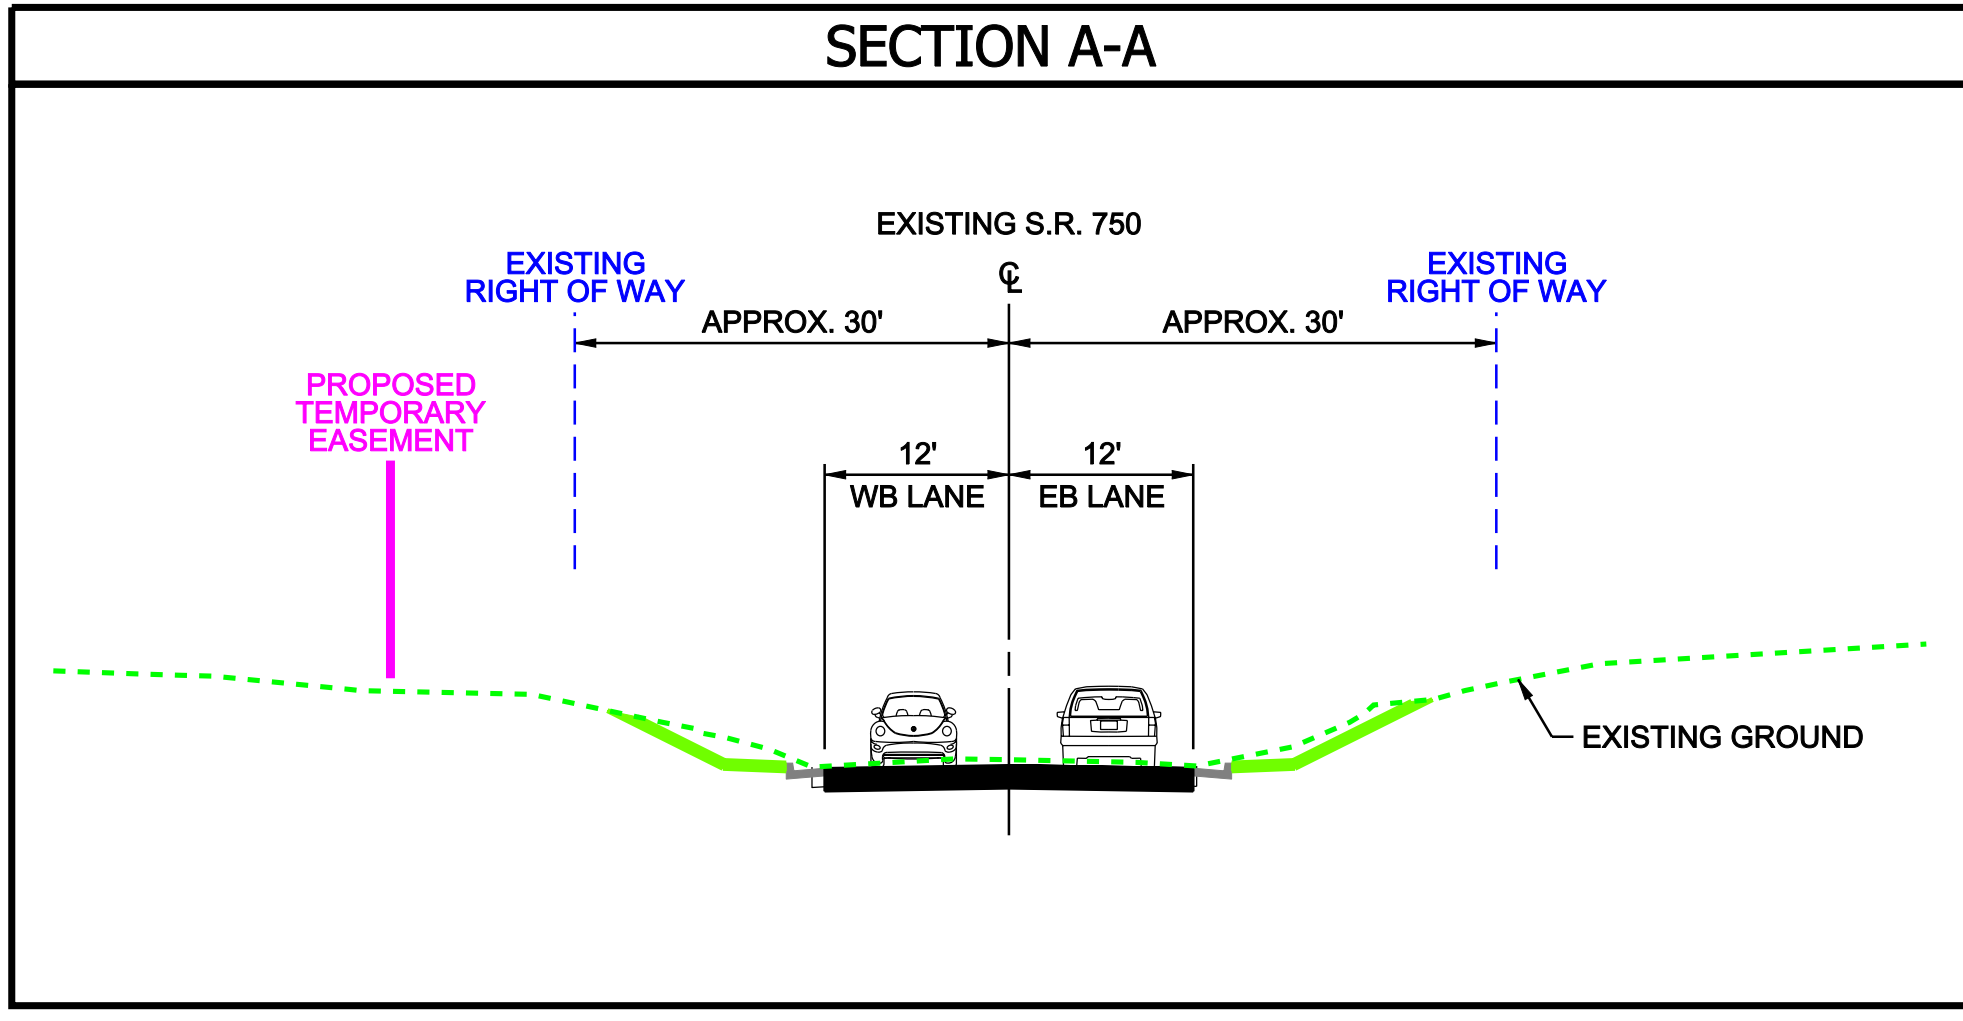 SECTION A-A
EXISTING S.R. 750
℄
EXISTING
RIGHT OF WAY
EXISTING
RIGHT OF WAY
APPROX. 30'
APPROX. 30'
PROPOSED
TEMPORARY
EASEMENT
12'
12'
WB LANE
EB LANE
EXISTING GROUND